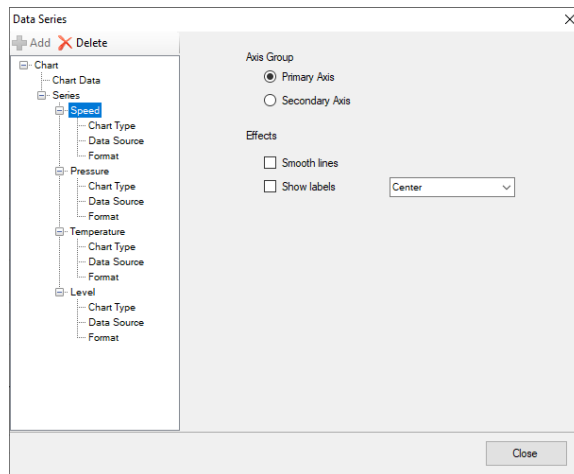 Data Series
Add Delete
Chart
Chart Data
Series
Speed
Chart Type
Data Source
Format
Pressure
Chart Type
Data Source
Format
Temperature
Chart Type
Data Source
Format
Level
Chart Type
Data Source
Format
Axis Group
Primary Axis
Secondary Axis
Effects
Smooth lines
Show labels Center
Close